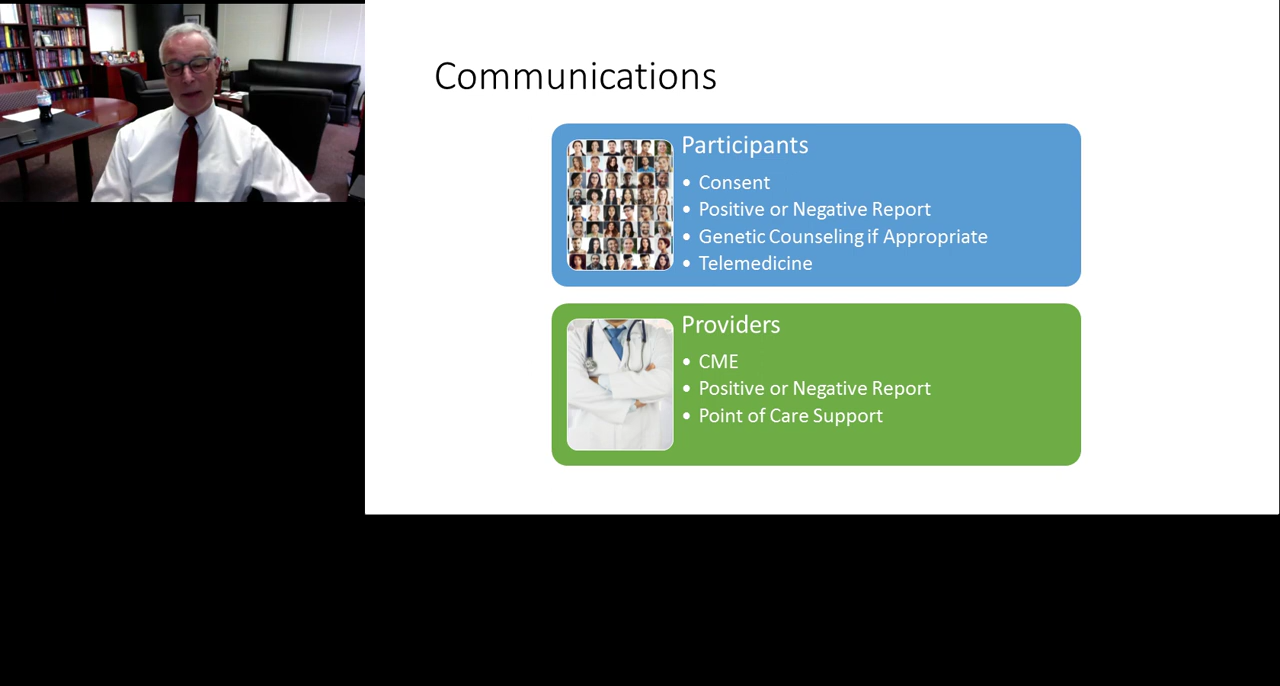 Communications
Participants
• Consent
• Positive or Negative Report
• Genetic Counseling if Appropriate
• Telemedicine
Providers
• CME
• Positive or Negative Report
• Point of Care Support